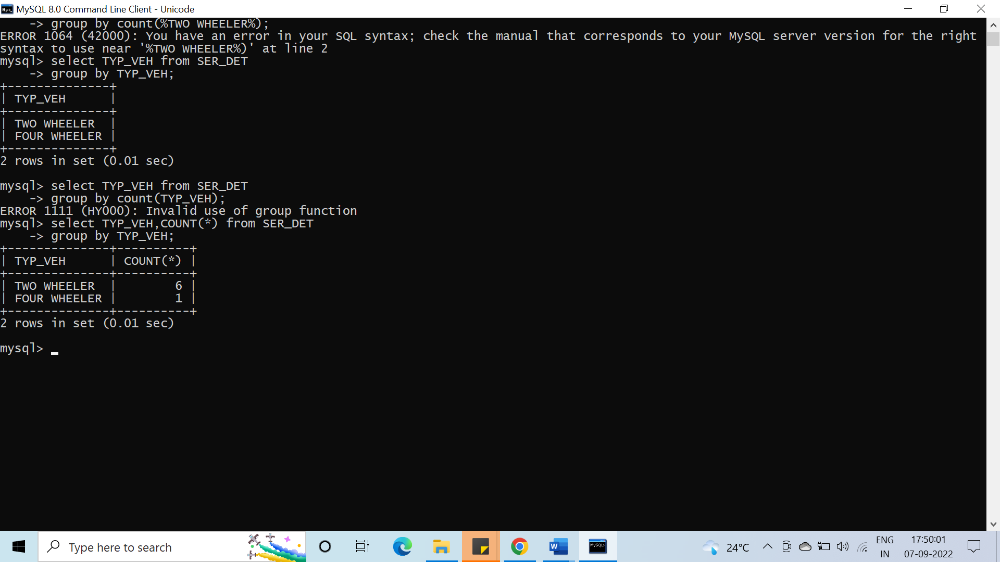 MySQL 8.0 Command Line Client - Unicode
    -> group by count(%TWO WHEELER%);
ERROR 1064 (42000): You have an error in your SQL syntax; check the manual that corresponds to your MySQL server version for the right
syntax to use near '%TWO WHEELER%)' at line 2
mysql> select TYP_VEH from SER_DET
    -> group by TYP_VEH;
+--------------+
| TYP_VEH      |
+--------------+
| TWO WHEELER  |
| FOUR WHEELER |
+--------------+
2 rows in set (0.01 sec)

mysql> select TYP_VEH from SER_DET
    -> group by count(TYP_VEH);
ERROR 1111 (HY000): Invalid use of group function
mysql> select TYP_VEH,COUNT(*) from SER_DET
    -> group by TYP_VEH;
+--------------+----------+
| TYP_VEH      | COUNT(*) |
+--------------+----------+
| TWO WHEELER  |        6 |
| FOUR WHEELER |        1 |
+--------------+----------+
2 rows in set (0.01 sec)

mysql> _
Type here to search
MySQL>
24°C
ENG
IN
17:50:01
07-09-2022